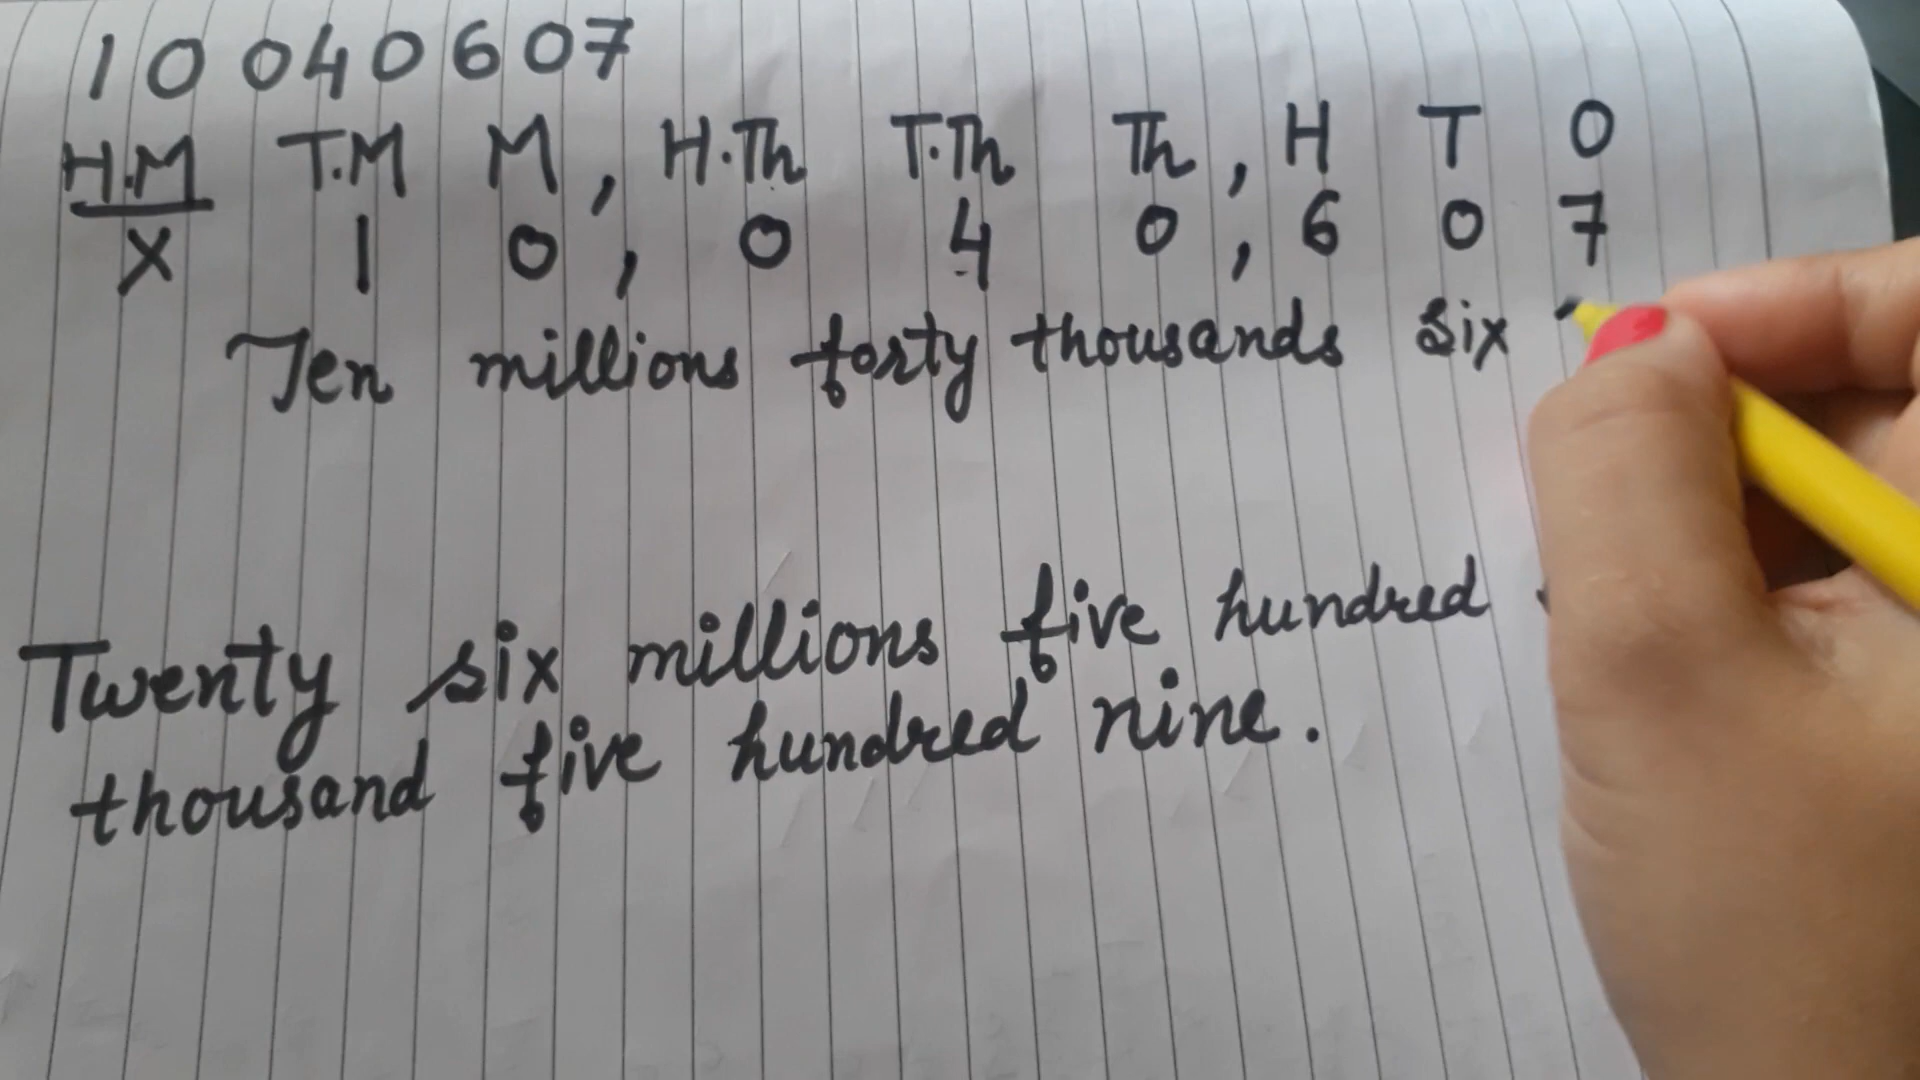 10040607
H.M T.M M, H.Th T.Th Th, H T O
X 1 0, 0 4 0, 6 0 7
Ten millions forty thousands six
Twenty six millions five hundred
thousand five hundred nine.